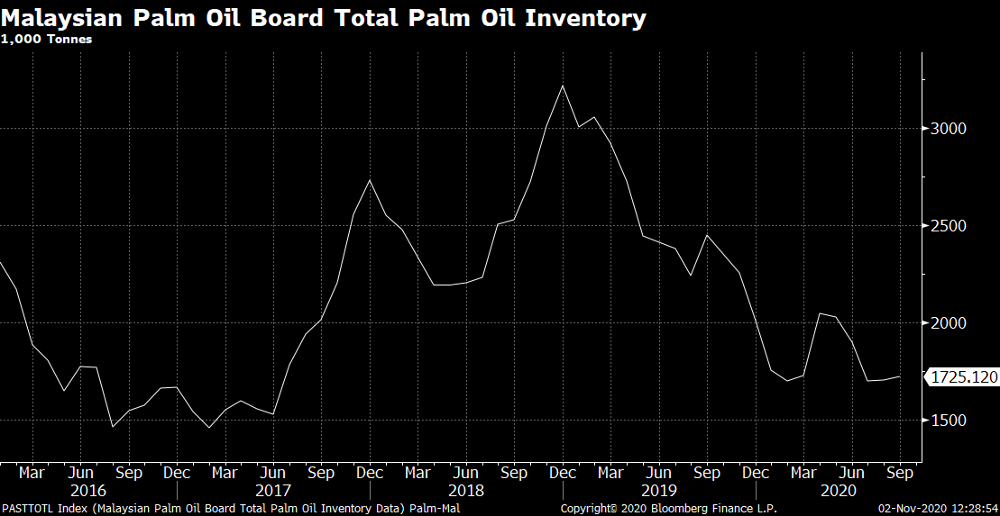 Malaysian Palm Oil Board Total Palm Oil Inventory
1,000 Tonnes
3000
2500
2000
1725.120
1500
Mar Jun Sep Dec Mar Jun Sep Dec Mar Jun Sep Dec Mar Jun Sep Dec Mar Jun Sep
2016 2017 2018 2019 2020
PASTTOTL Index (Malaysian Palm Oil Board Total Palm Oil Inventory Data) Palm-Mal Copyright© 2020 Bloomberg Finance L.P. 02-Nov-2020 12:28:54